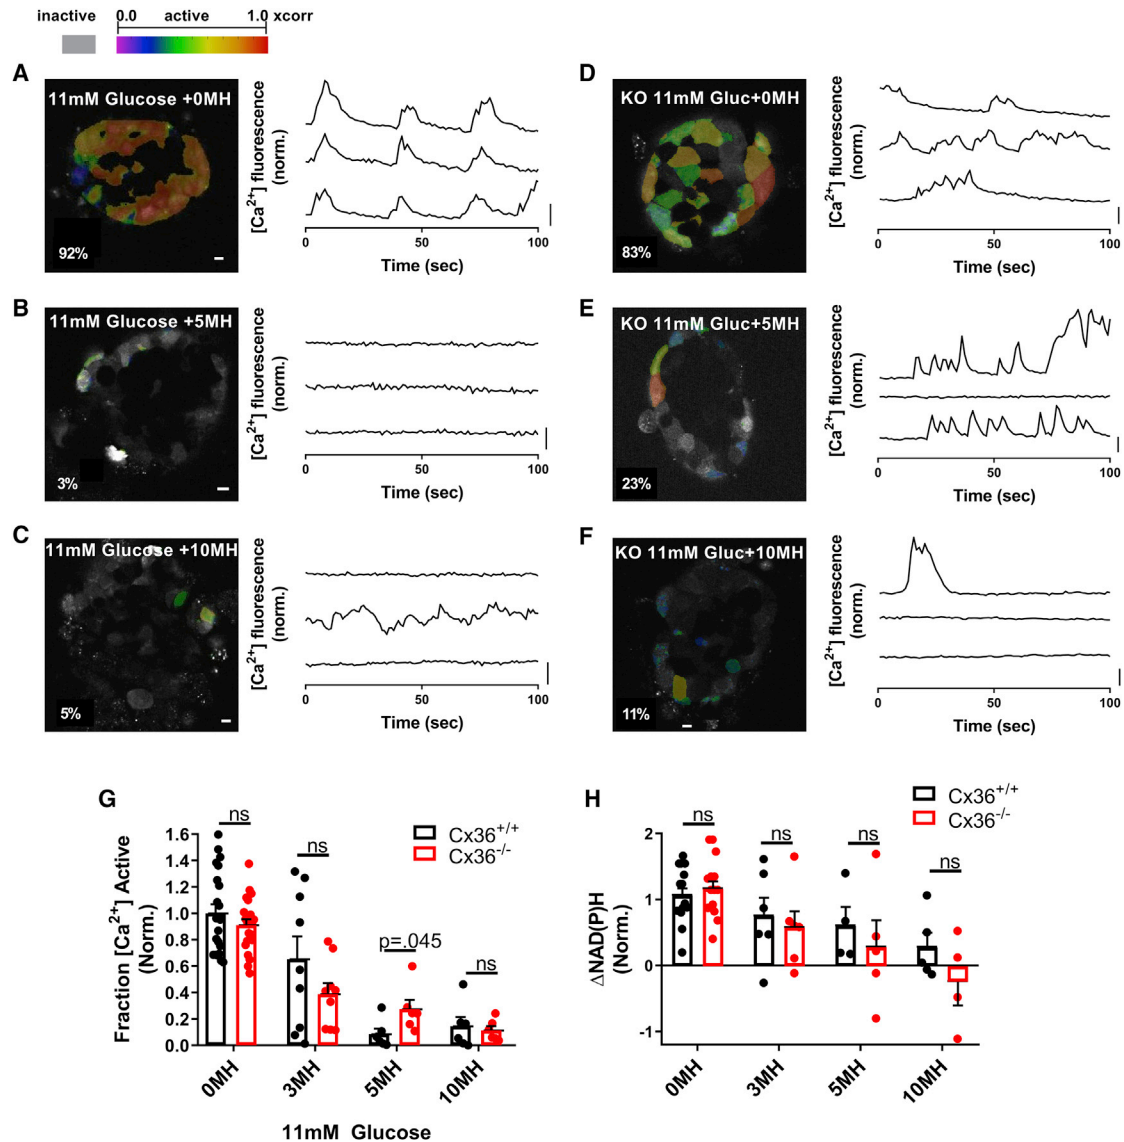 inactive 0.0 active 1.0 xcorr
A
11mM Glucose +0MH
92%
[Ca2+] fluorescence
(norm.)
0 50 100
Time (sec)
D
KO 11mM Gluc+0MH
83%
[Ca2+] fluorescence
(norm.)
0 50 100
Time (sec)
B
11mM Glucose +5MH
3%
[Ca2+] fluorescence
(norm.)
0 50 100
Time (sec)
E
KO 11mM Gluc+5MH
23%
[Ca2+] fluorescence
(norm.)
0 50 100
Time (sec)
C
11mM Glucose +10MH
5%
[Ca2+] fluorescence
(norm.)
0 50 100
Time (sec)
F
KO 11mM Gluc+10MH
11%
[Ca2+] fluorescence
(norm.)
0 50 100
Time (sec)
G
Fraction [Ca2+] Active
(Norm.)
1.6
1.4
1.2
1.0
0.8
0.6
0.4
0.2
0.0
ns
ns
p=.045
ns
Cx36+/+
Cx36-/-
0MH 3MH 5MH 10MH
11mM Glucose
H
ΔNAD(P)H
(Norm.)
2
1
0
-1
ns
ns
ns
ns
Cx36+/+
Cx36-/-
0MH 3MH 5MH 10MH